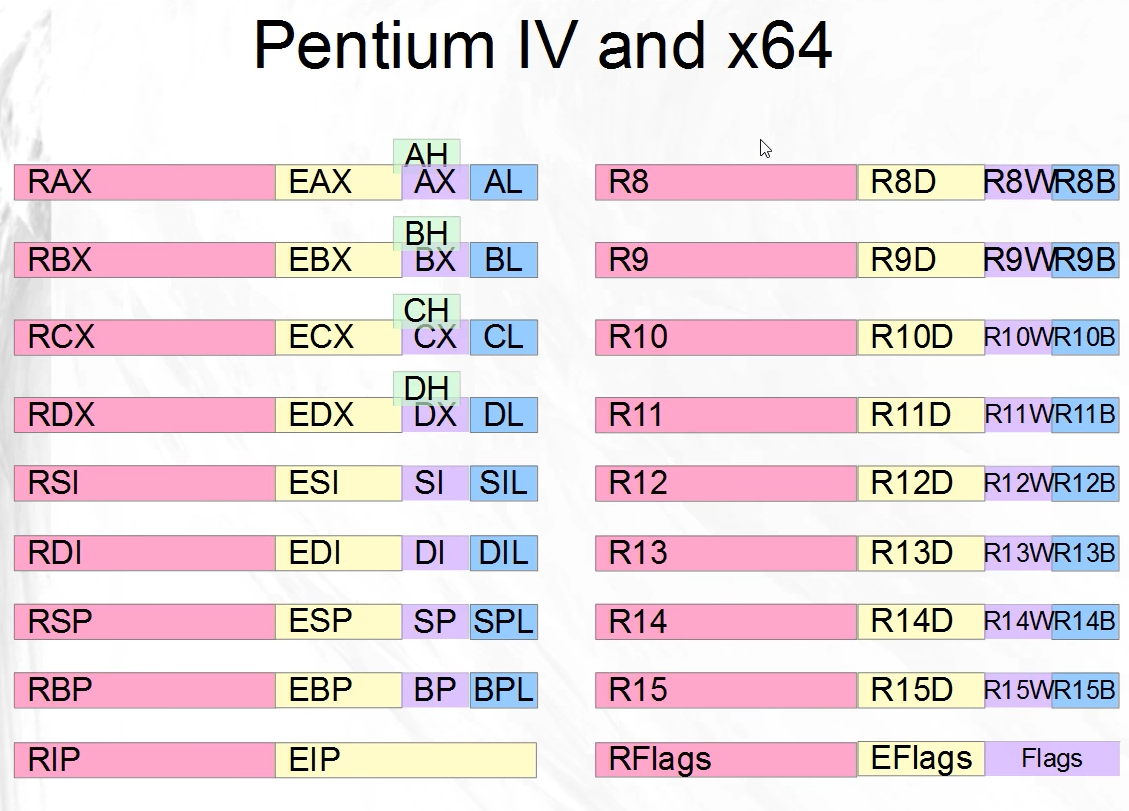 Pentium IV and x64
AH
RAX EAX AX AL R8 R8D R8W R8B
BH
RBX EBX BX BL R9 R9D R9W R9B
CH
RCX ECX CX CL R10 R10D R10W R10B
DH
RDX EDX DX DL R11 R11D R11W R11B
RSI ESI SI SIL R12 R12D R12W R12B
RDI EDI DI DIL R13 R13D R13W R13B
RSP ESP SP SPL R14 R14D R14W R14B
RBP EBP BP BPL R15 R15D R15W R15B
RIP EIP RFlags EFlags Flags